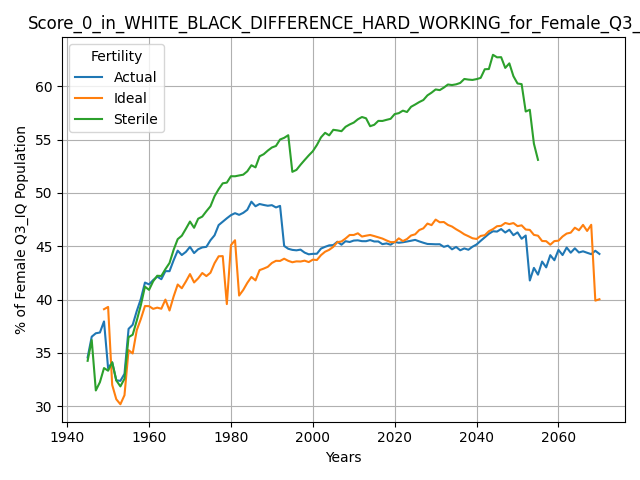 Score_0_in_WHITE_BLACK_DIFFERENCE_HARD_WORKING_for_Female_Q3_
Fertility
Actual
Ideal
Sterile
% of Female Q3_IQ Population
60
55
50
45
40
35
30
1940
1960
1980
2000
2020
2040
2060
Years